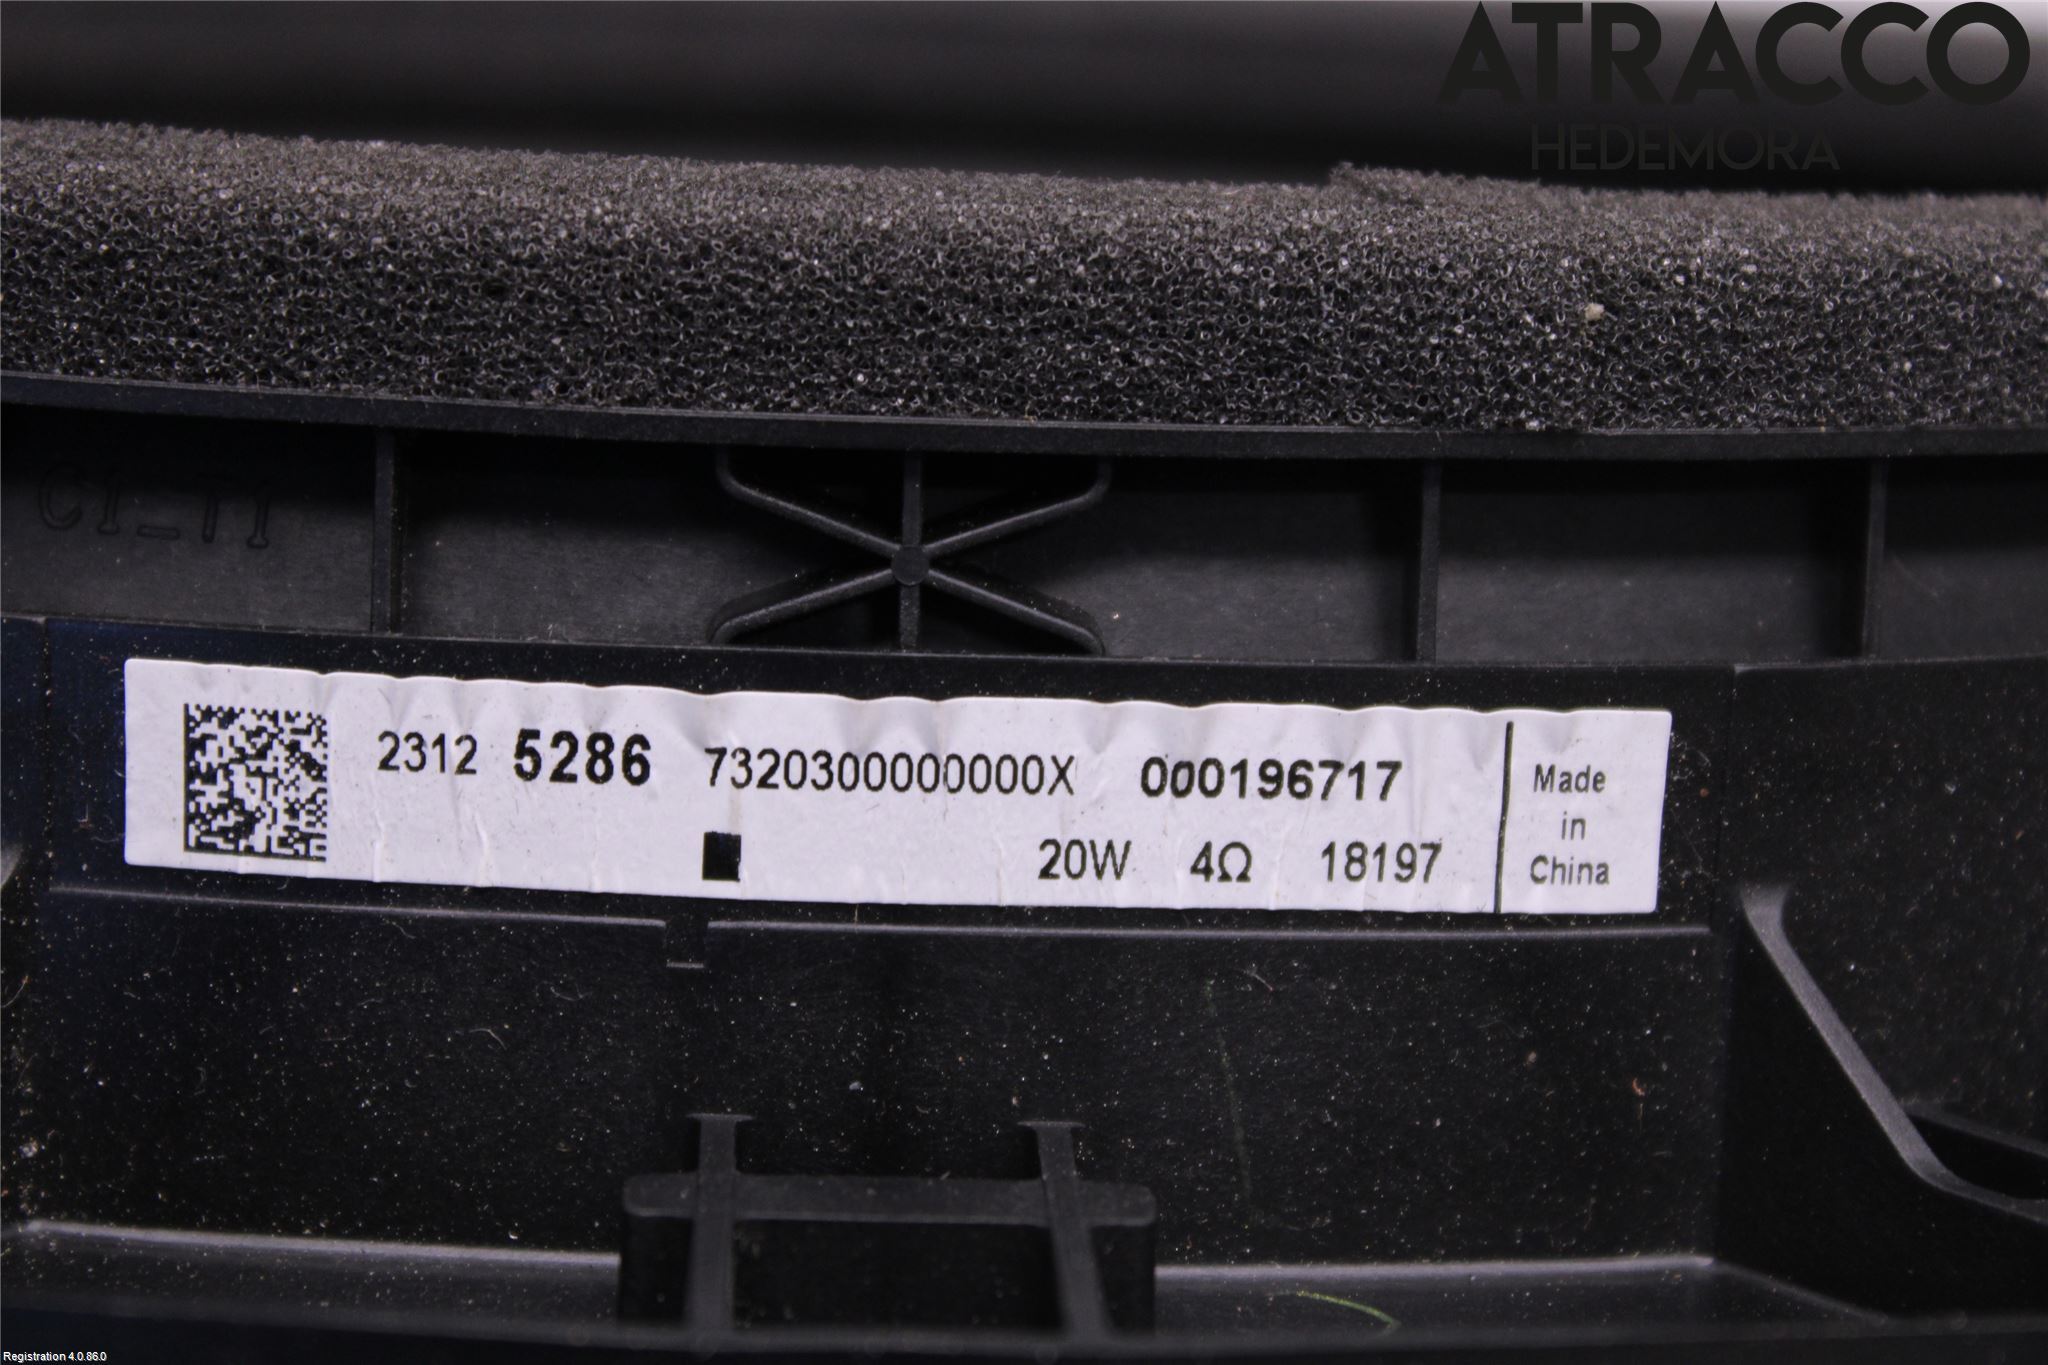 ATRACCO
HEDEMORA
C1_T1
2312 5286 7320300000000X 000196717
20W 4Ω 18197
Made
in
China
Registration 4.0.86.0